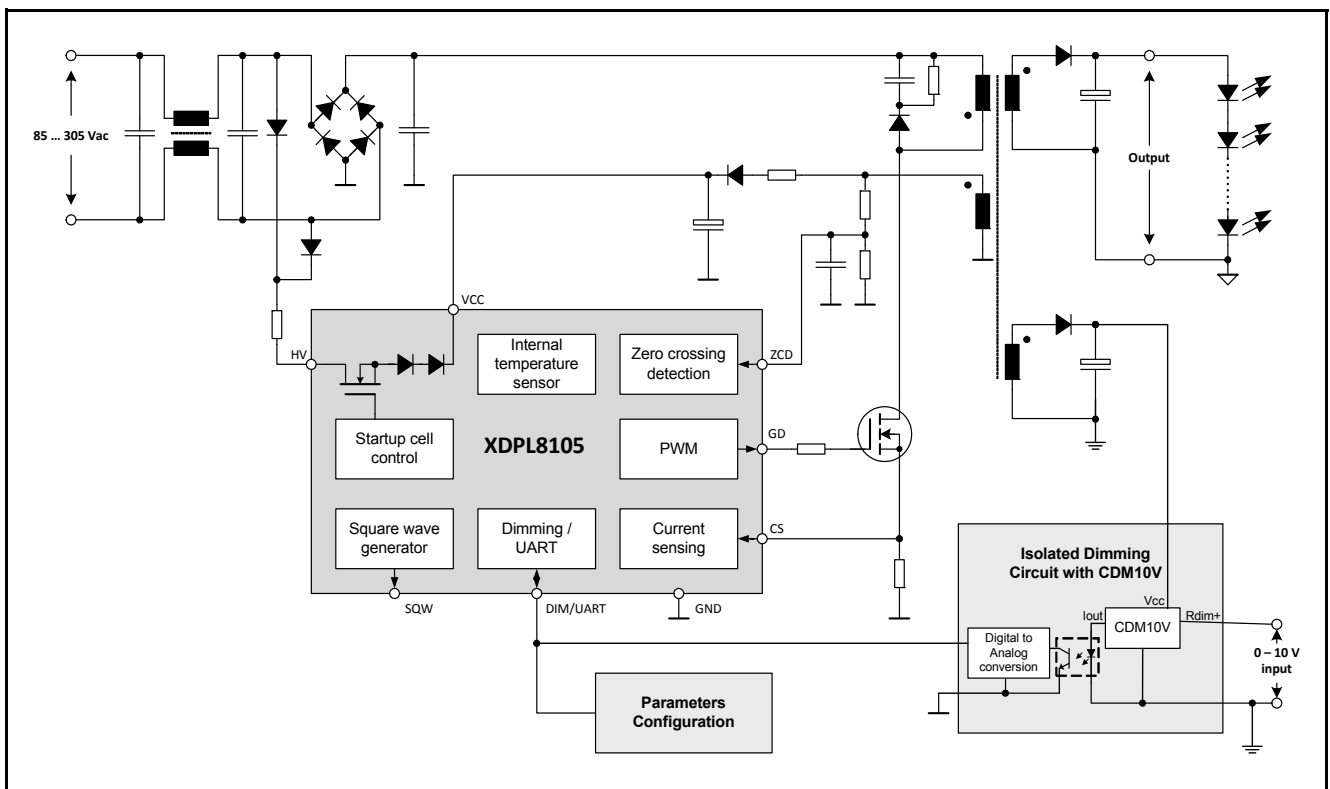 85 ... 305 Vac
Output
VCC
HV
Internal
temperature
sensor
Zero crossing
detection
ZCD
Startup cell
control
XDPL8105
PWM
GD
Square wave
generator
Dimming /
UART
Current
sensing
CS
SQW
DIM/UART
GND
Isolated Dimming
Circuit with CDM10V
Vcc
Iout
CDM10V
Rdim+
Digital to
Analog
conversion
0 – 10 V
input
Parameters
Configuration